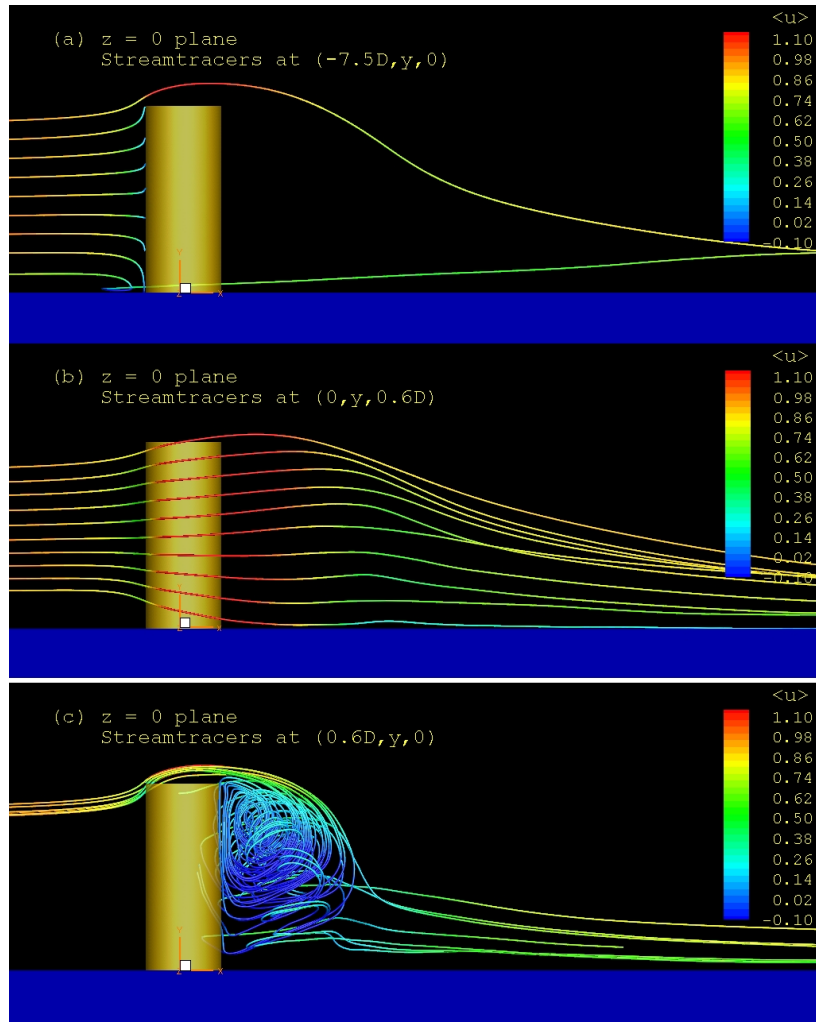 <u>
(a) z = 0 plane
Streamtracers at (-7.5D,y,0)
1.10
0.98
0.86
0.74
0.62
0.50
0.38
0.26
0.14
0.02
-0.10
Y
Z
X
<u>
(b) z = 0 plane
Streamtracers at (0,y,0.6D)
1.10
0.98
0.86
0.74
0.62
0.50
0.38
0.26
0.14
0.02
-0.10
Y
Z
X
<u>
(c) z = 0 plane
Streamtracers at (0.6D,y,0)
1.10
0.98
0.86
0.74
0.62
0.50
0.38
0.26
0.14
0.02
-0.10
Y
Z
X